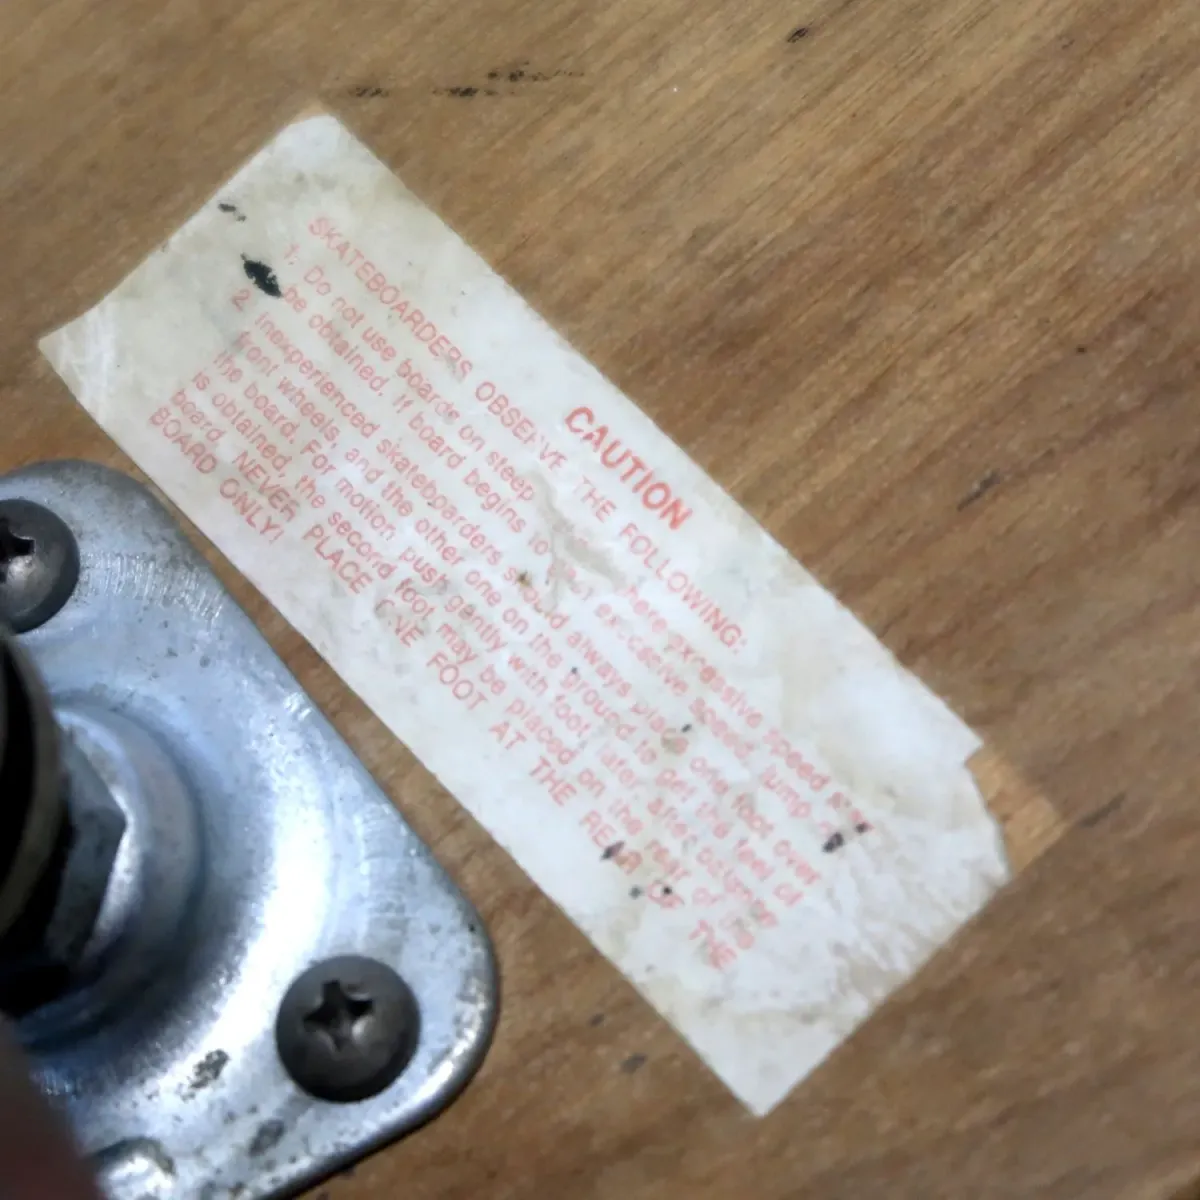 CAUTION
SKATEBOARDERS OBSERVE THE FOLLOWING:
1. Do not use boards on steep where excessive speed may
be obtained. If board begins to excessive speed, jump
2. Inexperienced skateboarders should always place one foot over
front wheels, and the other one on the ground to get the feel of
the board. For motion push gently with foot later after balance
is obtained, the second foot may be placed on the rear of the
board. NEVER PLACE ONE FOOT AT THE REAR OF THE
BOARD ONLY!